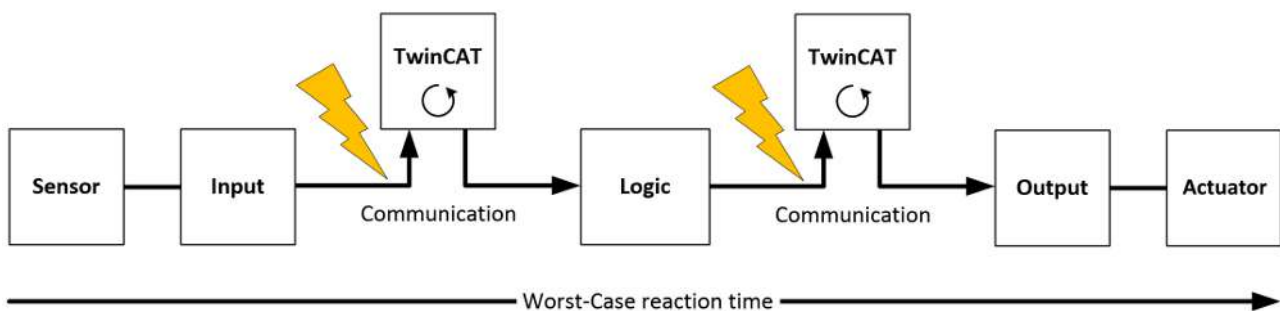 TwinCAT
TwinCAT
Sensor
Input
Logic
Output
Actuator
Communication
Communication
Worst-Case reaction time